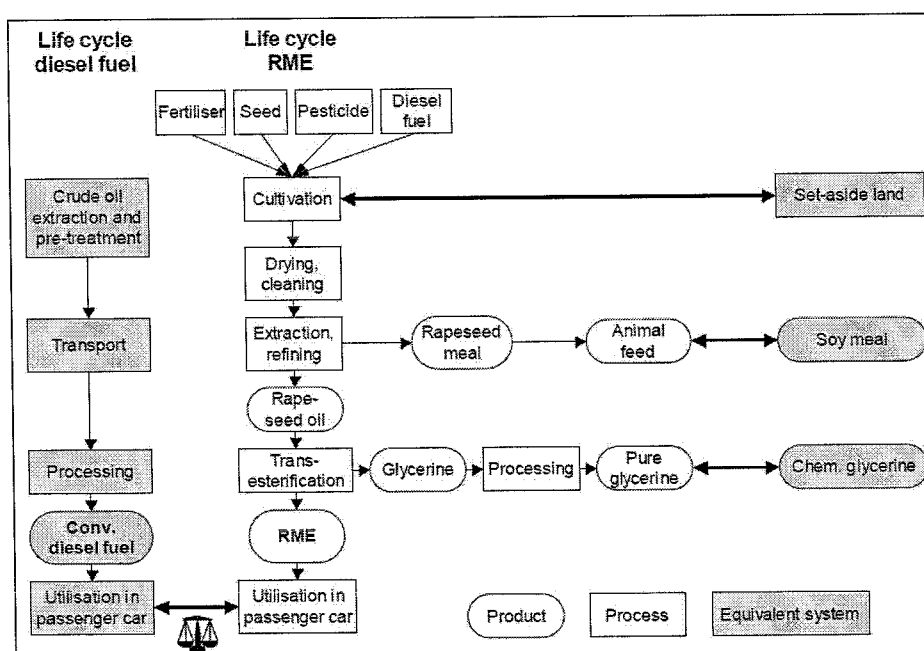 Life cycle
diesel fuel
Life cycle
RME
Fertiliser
Seed
Pesticide
Diesel
fuel
Crude oil
extraction and
pre-treatment
Cultivation
Set-aside land
Drying,
cleaning
Transport
Extraction,
refining
Rapeseed
meal
Animal
feed
Soy meal
Rape-
seed oil
Processing
Trans-
esterification
Glycerine
Processing
Pure
glycerine
Chem. glycerine
Conv.
diesel fuel
RME
Utilisation in
passenger car
Utilisation in
passenger car
Product
Process
Equivalent system